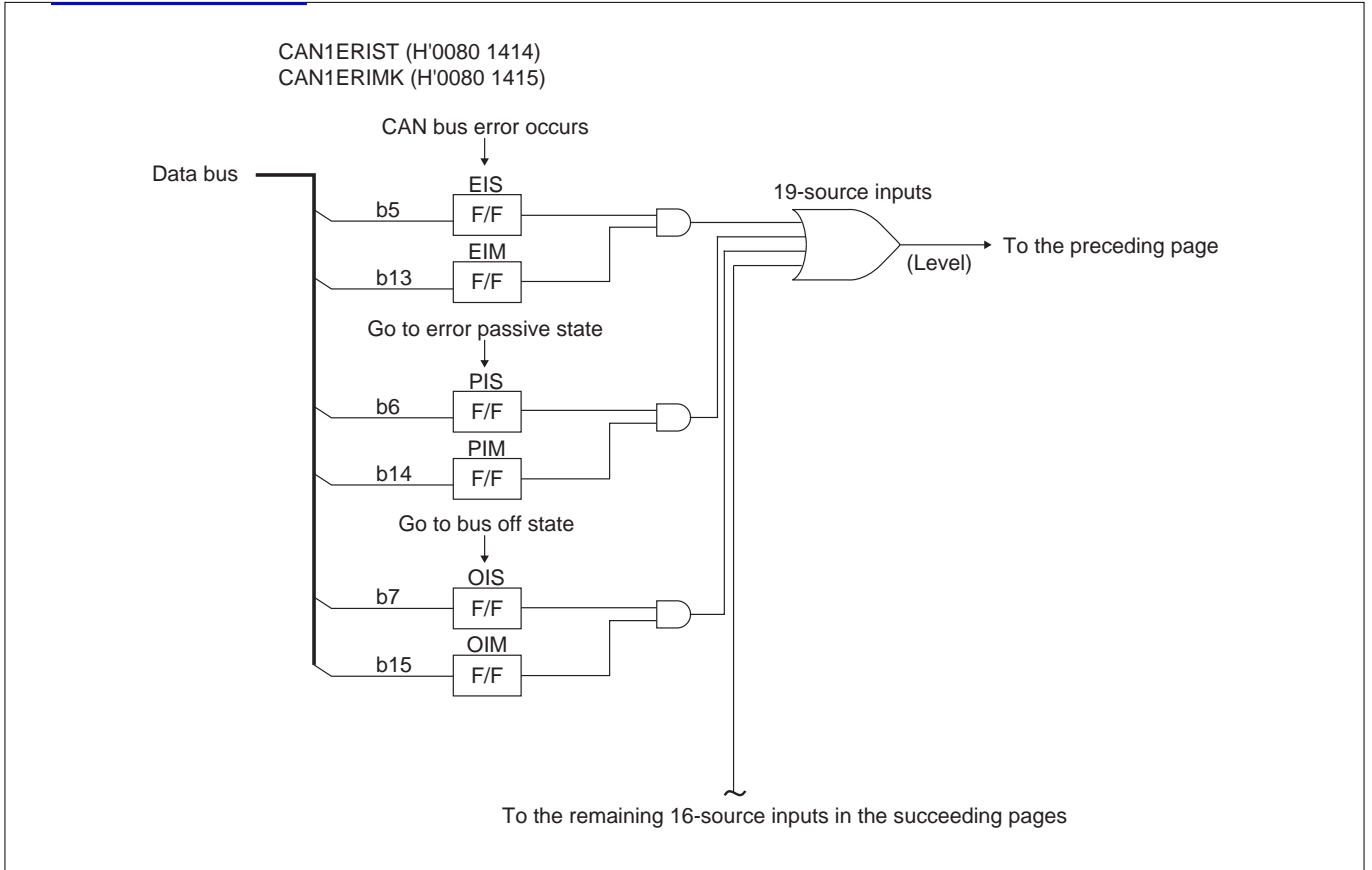 CAN1ERIST (H'0080 1414)
CAN1ERIMK (H'0080 1415)
CAN bus error occurs
Data bus
EIS
19-source inputs
b5
F/F
To the preceding page
EIM
(Level)
b13
F/F
Go to error passive state
PIS
b6
F/F
PIM
b14
F/F
Go to bus off state
OIS
b7
F/F
OIM
b15
F/F
To the remaining 16-source inputs in the succeeding pages